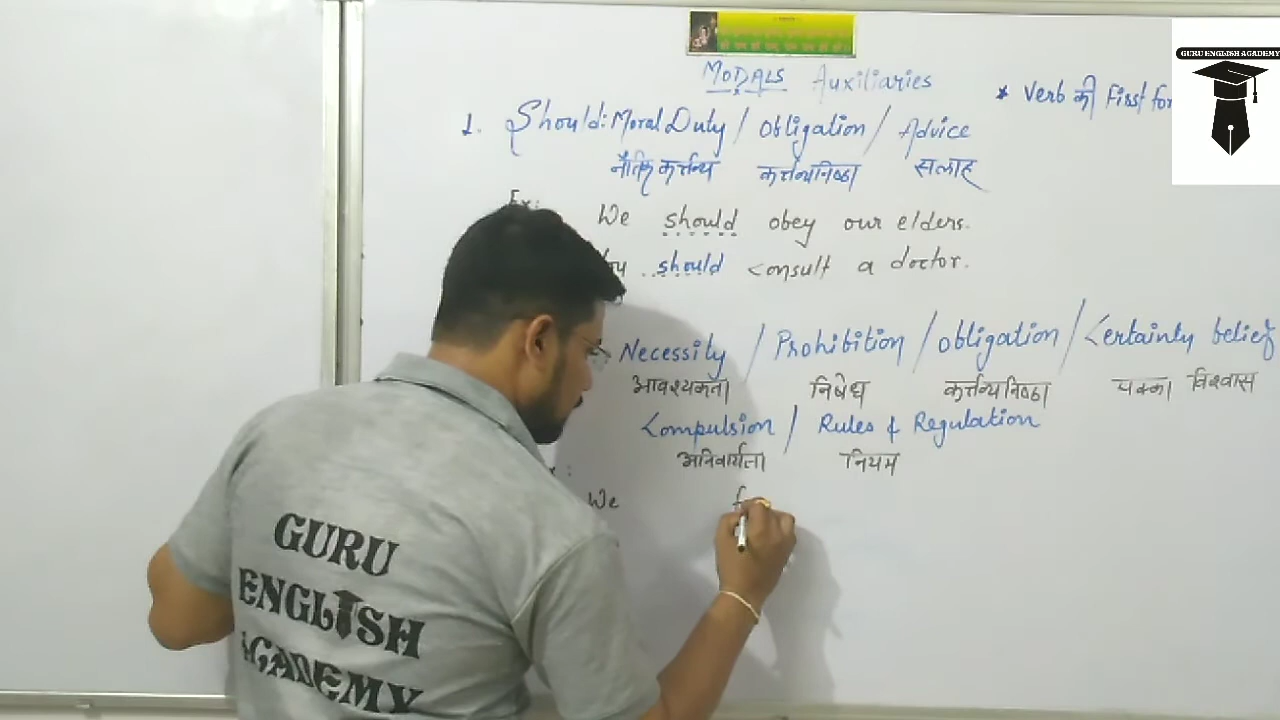 MODALS Auxiliaries
* Verb की First for
GURU ENGLISH ACADEMY
1. Should: Moral Duty / Obligation / Advice
नैतिक कर्त्तव्य कर्त्तव्यनिष्ठा सलाह
Ex:
We should obey our elders.
should consult a doctor.
Necessity / Prohibition / obligation / Certainty belief
आवश्यकता निषेध कर्त्तव्यनिष्ठा पक्का विश्वास
Compulsion / Rules & Regulation
अनिवार्यता नियम
We
GURU
ENGLISH
ACADEMY